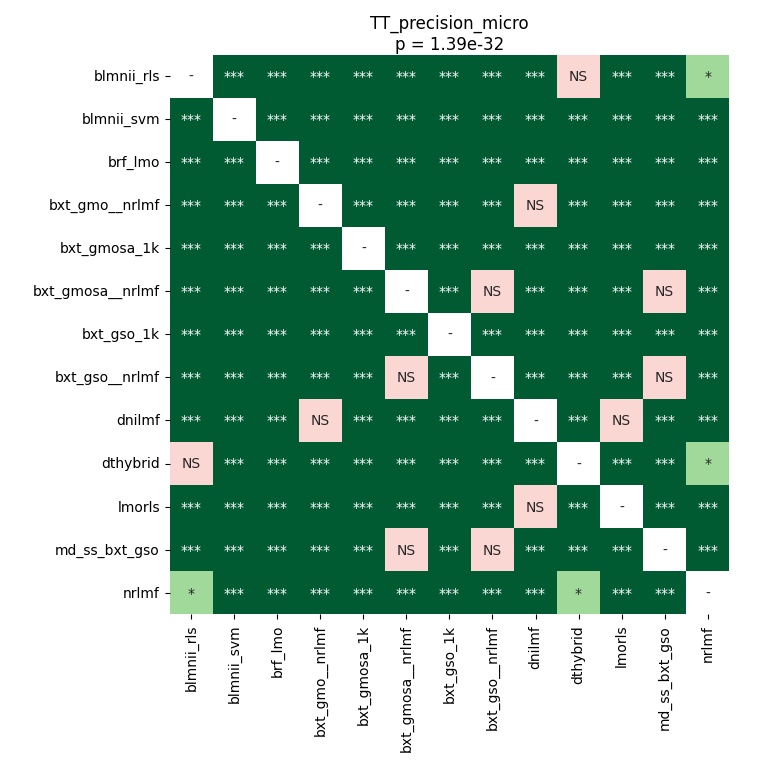 TT_precision_micro
p = 1.39e-32
blmnii_rls - *** *** *** *** *** *** *** *** NS *** *** *
blmnii_svm *** - *** *** *** *** *** *** *** *** *** *** ***
brf_lmo *** *** - *** *** *** *** *** *** *** *** *** ***
bxt_gmo__nrlmf *** *** *** - *** *** *** *** NS *** *** *** ***
bxt_gmosa_1k *** *** *** *** - *** *** *** *** *** *** *** ***
bxt_gmosa__nrlmf *** *** *** *** *** - *** NS *** *** *** NS ***
bxt_gso_1k *** *** *** *** *** *** - *** *** *** *** *** ***
bxt_gso__nrlmf *** *** *** *** *** NS *** - *** *** *** NS ***
dnilmf *** *** *** NS *** *** *** *** - *** NS *** ***
dthybrid NS *** *** *** *** *** *** *** *** - *** *** *
lmorls *** *** *** *** *** *** *** *** NS *** - *** ***
md_ss_bxt_gso *** *** *** *** *** NS *** NS *** *** *** - ***
nrlmf * *** *** *** *** *** *** *** *** * *** *** -
blmnii_rls
blmnii_svm
brf_lmo
bxt_gmo__nrlmf
bxt_gmosa_1k
bxt_gmosa__nrlmf
bxt_gso_1k
bxt_gso__nrlmf
dnilmf
dthybrid
lmorls
md_ss_bxt_gso
nrlmf